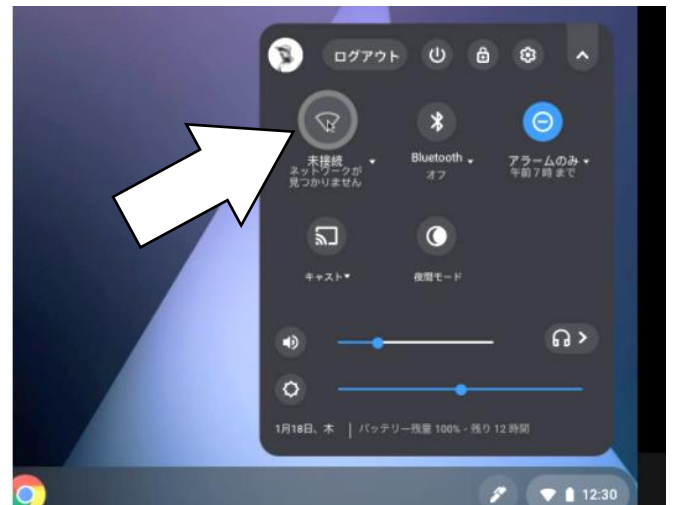 ログアウト
未接続
ネットワークが
見つかりません
Bluetooth
オフ
アラームのみ
午前7時 まで
キャスト
夜間モード
1月18日、木 | バッテリー残量 100% - 残り 12 時間
12:30